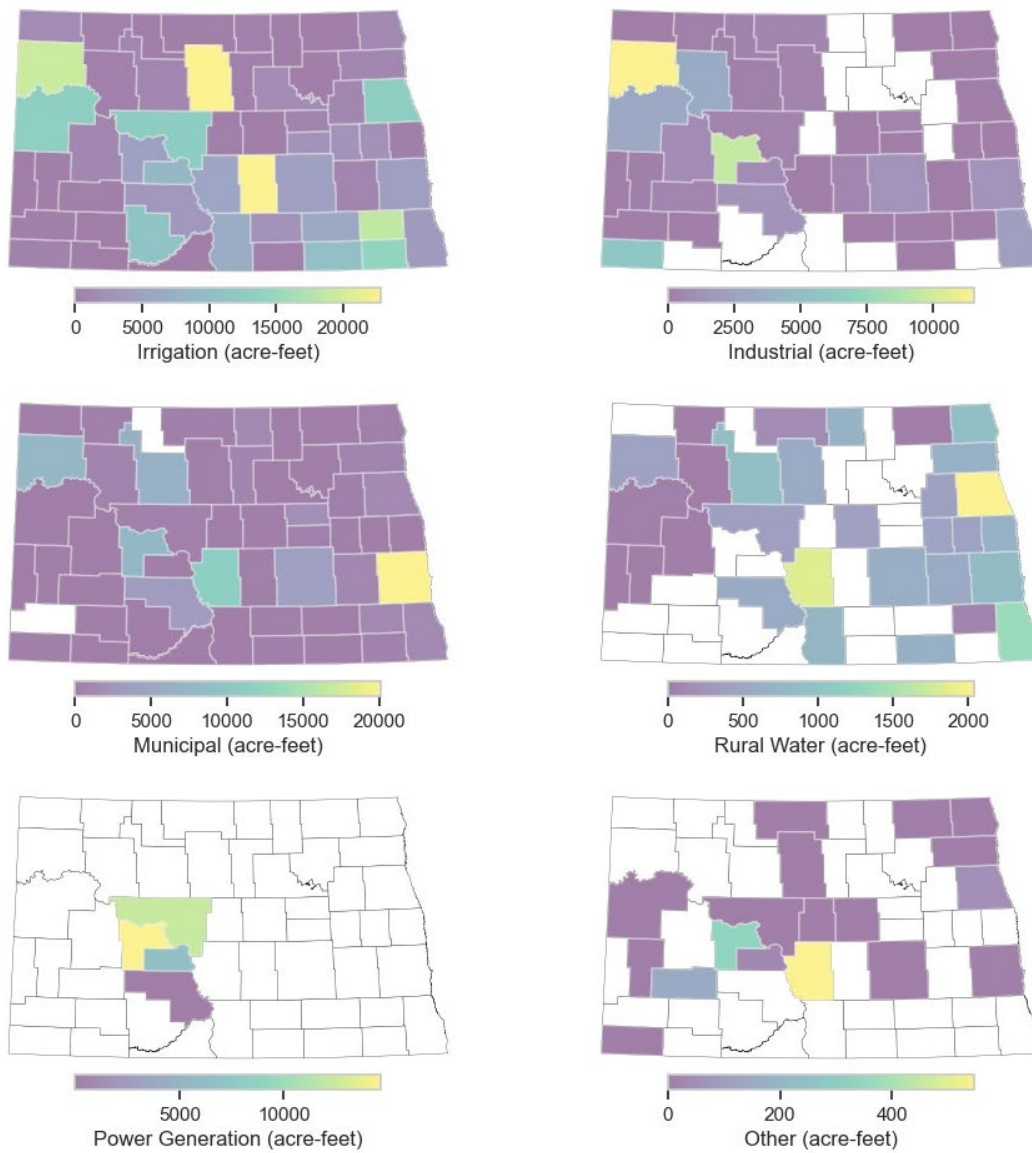 0 5000 10000 15000 20000
Irrigation (acre-feet)
0 2500 5000 7500 10000
Industrial (acre-feet)
0 5000 10000 15000 20000
Municipal (acre-feet)
0 500 1000 1500 2000
Rural Water (acre-feet)
5000 10000
Power Generation (acre-feet)
0 200 400
Other (acre-feet)